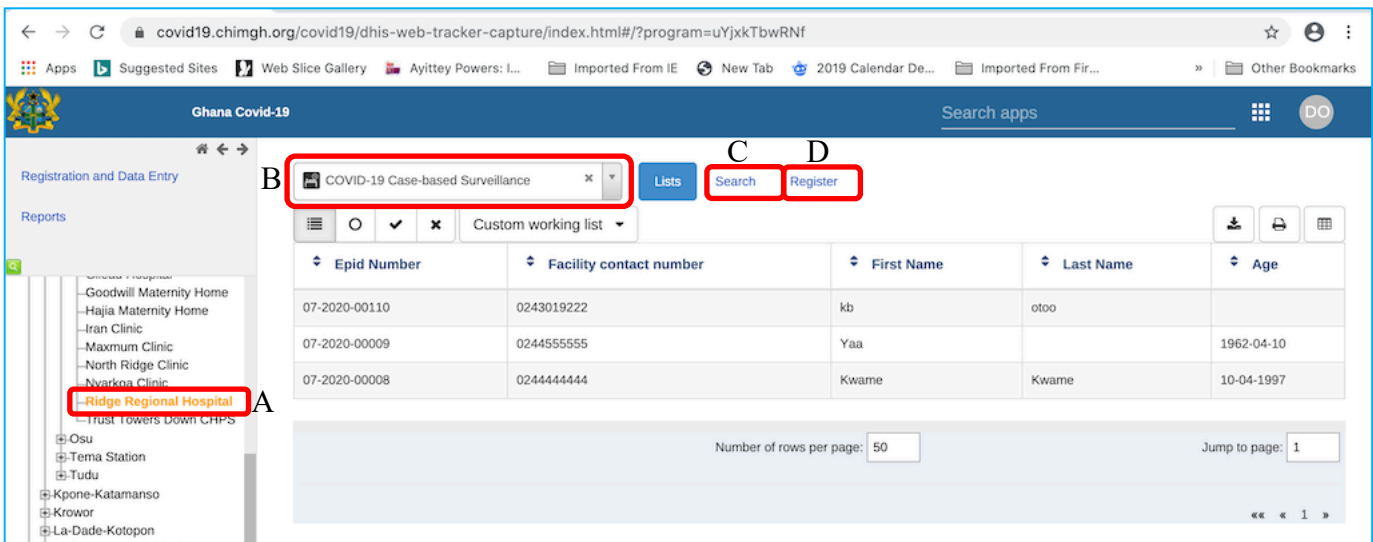 covid19.chimgh.org/covid19/dhis-web-tracker-capture/index.html#/?program=uYjxkTbwRNf
Apps Suggested Sites Web Slice Gallery Ayittey Powers: I... Imported From IE New Tab 2019 Calendar De... Imported From Fir... » Other Bookmarks
Ghana Covid-19 Search apps DO
Registration and Data Entry
Reports
B COVID-19 Case-based Surveillance Lists C Search D Register
Custom working list
Epid Number Facility contact number First Name Last Name Age
07-2020-00110 0243019222 kb otoo
07-2020-00009 0244555555 Yaa 1962-04-10
07-2020-00008 0244444444 Kwame Kwame 10-04-1997
Number of rows per page: 50 Jump to page: 1
«« « 1 »
Goodwill Maternity Home
Hajia Maternity Home
Iran Clinic
Maxmum Clinic
North Ridge Clinic
Nyarkoa Clinic
Ridge Regional Hospital A
Trust Towers Down CHPS
Osu
Tema Station
Tudu
Kpone-Katamanso
Krowor
La-Dade-Kotopon